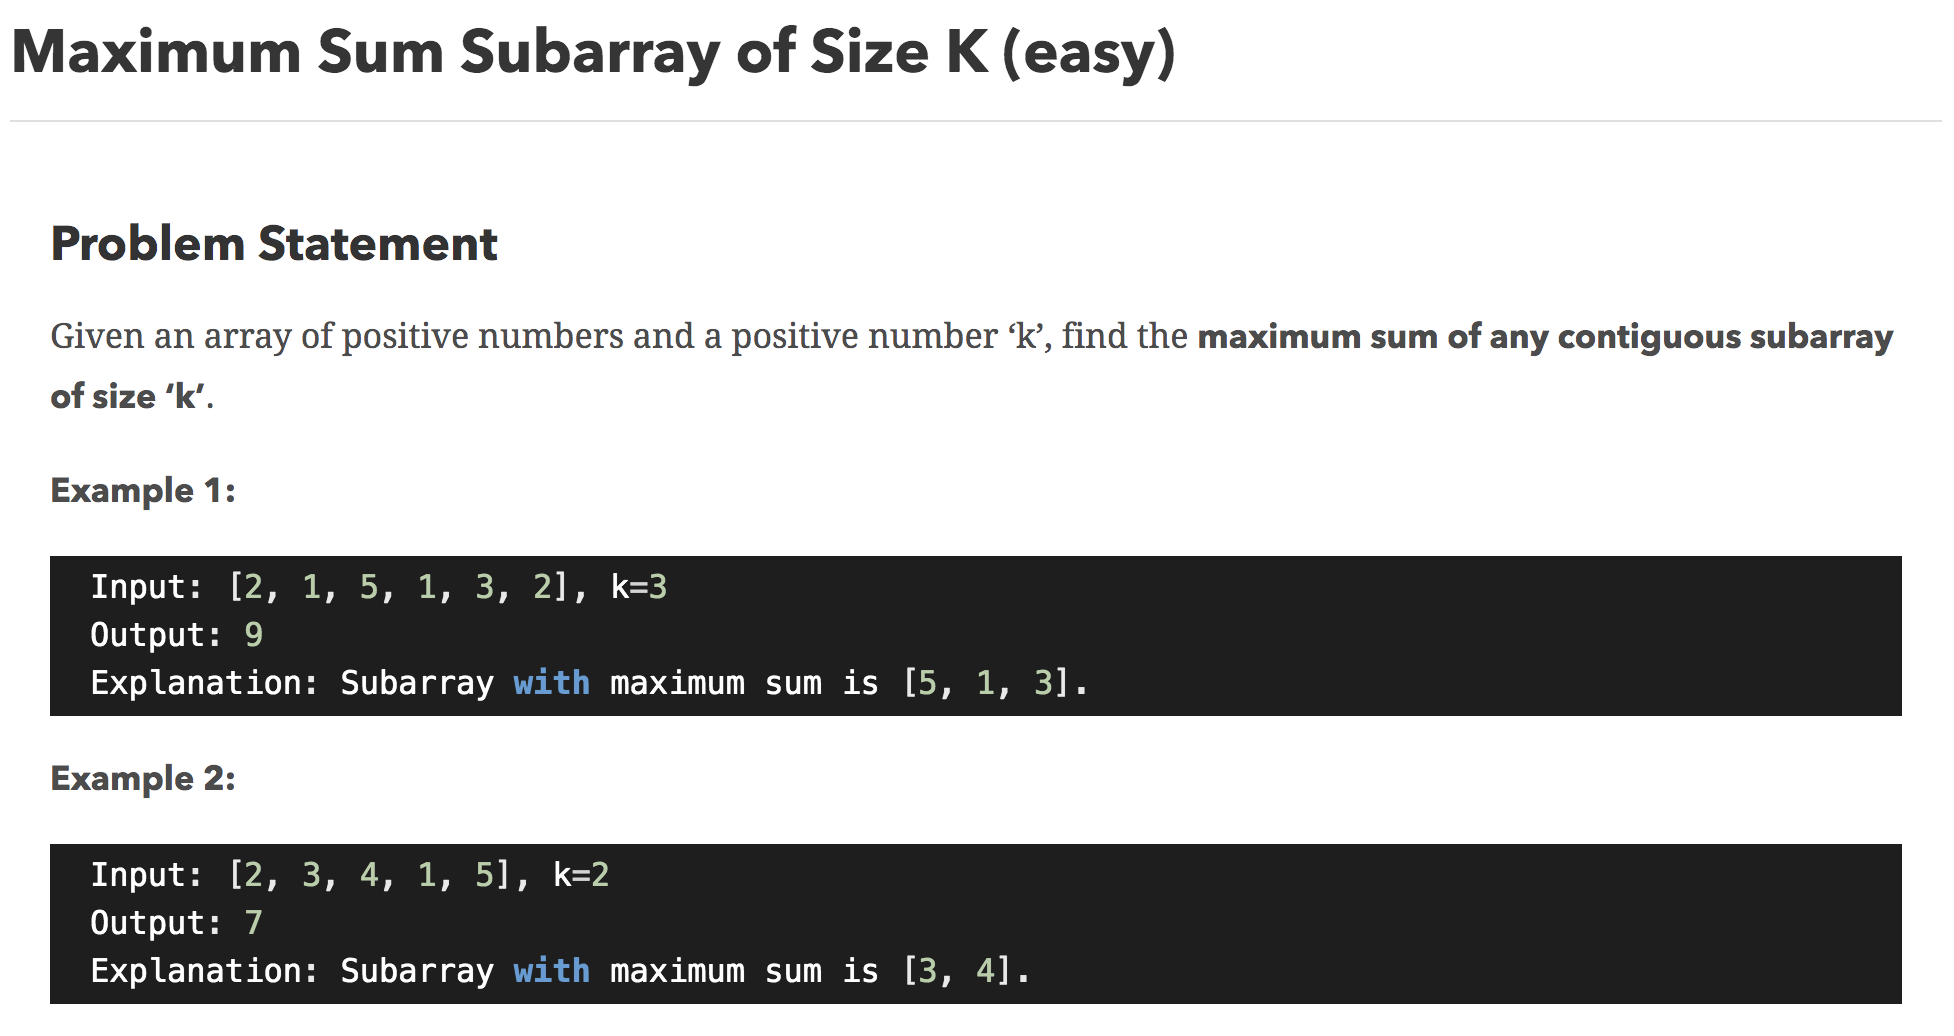 Maximum Sum Subarray of Size K (easy)
Problem Statement
Given an array of positive numbers and a positive number ‘k’, find the maximum sum of any contiguous subarray
of size ‘k’.
Example 1:
Input: [2, 1, 5, 1, 3, 2], k=3
Output: 9
Explanation: Subarray with maximum sum is [5, 1, 3].
Example 2:
Input: [2, 3, 4, 1, 5], k=2
Output: 7
Explanation: Subarray with maximum sum is [3, 4].